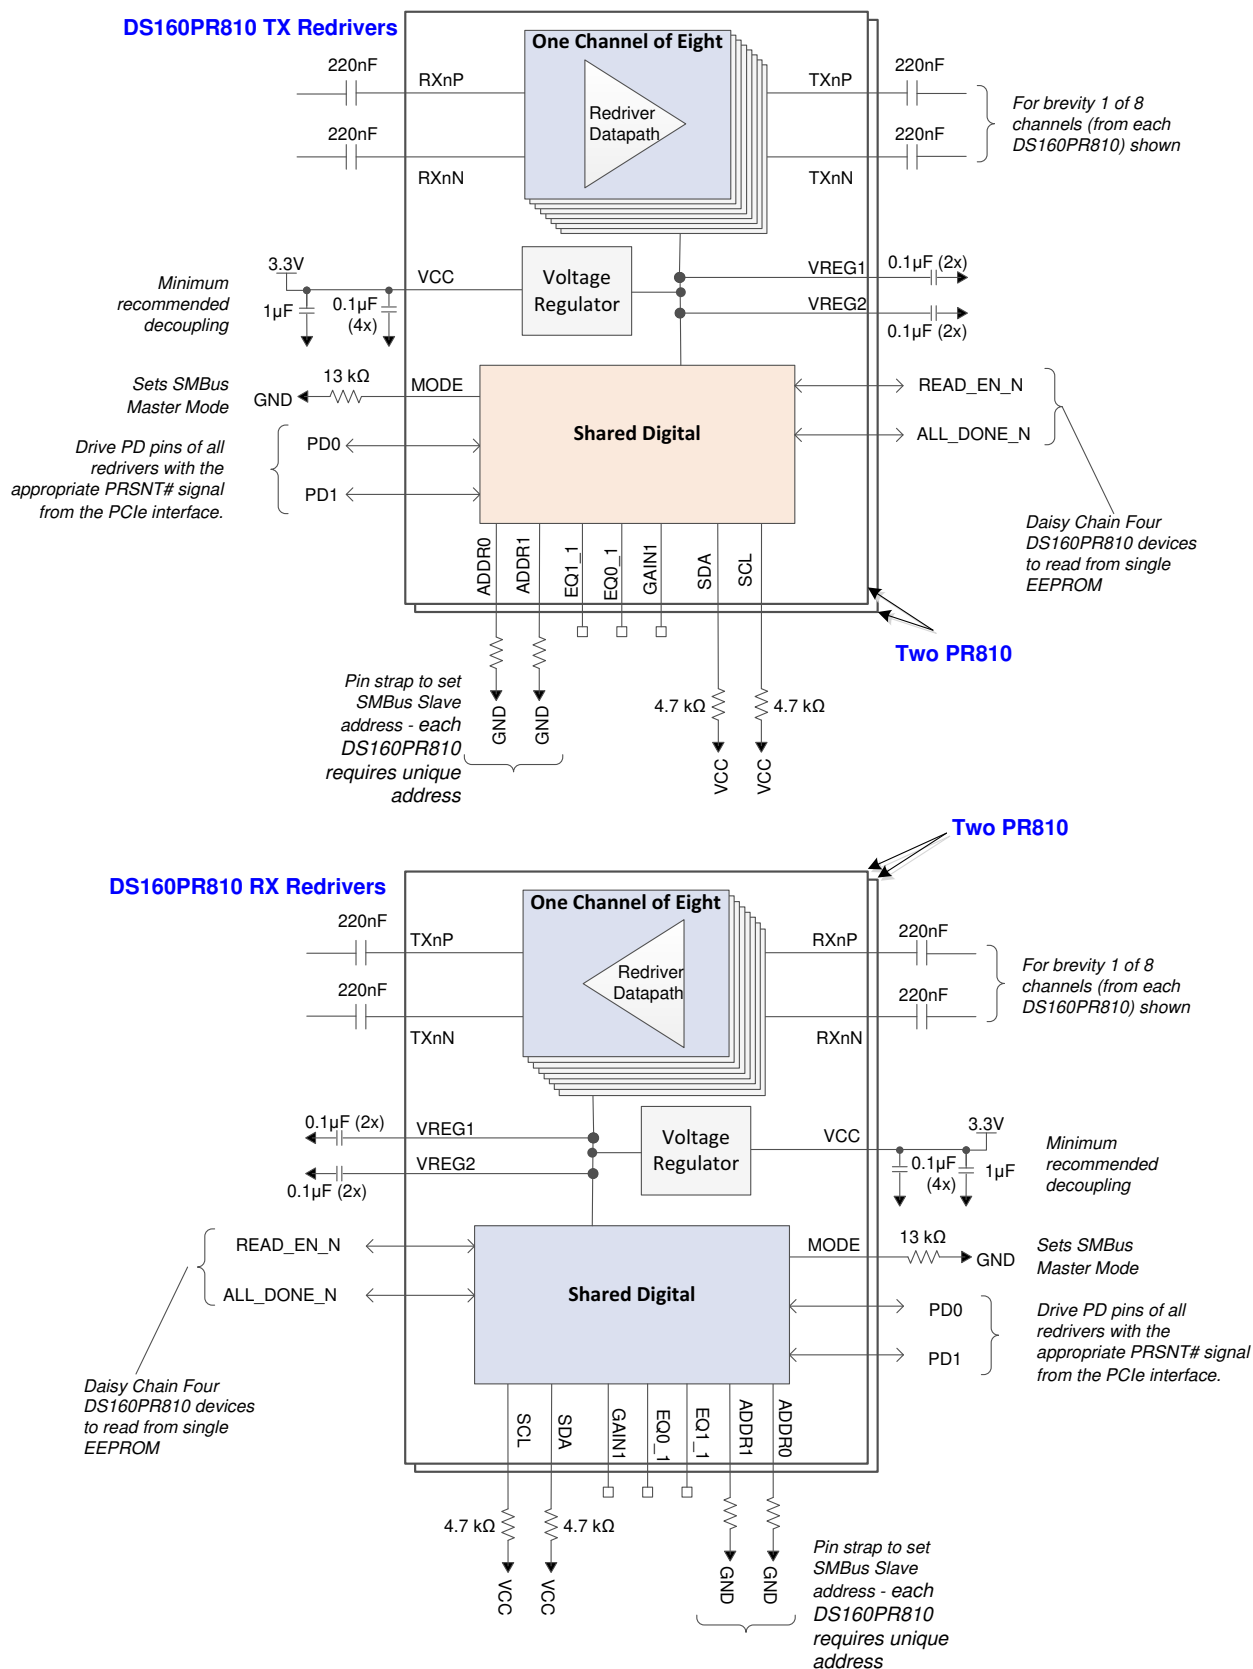 DS160PR810 TX Redrivers
One Channel of Eight
220nF
RXnP
TXnP
220nF
Redriver
Datapath
For brevity 1 of 8
channels (from each
DS160PR810) shown
220nF
220nF
RXnN
TXnN
Minimum
recommended
decoupling
3.3V
VCC
1µF
0.1µF
(4x)
Voltage
Regulator
VREG1
0.1µF (2x)
VREG2
0.1µF (2x)
Sets SMBus
Master Mode
GND
13 kΩ
MODE
READ_EN_N
Shared Digital
ALL_DONE_N
Drive PD pins of all
redrivers with the
appropriate PRSNT# signal
from the PCIe interface.
PD0
PD1
Daisy Chain Four
DS160PR810 devices
to read from single
EEPROM
ADDR0
ADDR1
EQ1_1
EQ0_1
GAIN1
SDA
SCL
Two PR810
Pin strap to set
SMBus Slave
address - each
DS160PR810
requires unique
address
GND
GND
4.7 kΩ
4.7 kΩ
VCC
VCC
Two PR810
DS160PR810 RX Redrivers
One Channel of Eight
220nF
TXnP
RXnP
220nF
Redriver
Datapath
For brevity 1 of 8
channels (from each
DS160PR810) shown
220nF
220nF
TXnN
RXnN
0.1µF (2x)
VREG1
VREG2
0.1µF (2x)
Voltage
Regulator
VCC
3.3V
0.1µF
(4x)
1µF
Minimum
recommended
decoupling
READ_EN_N
ALL_DONE_N
Shared Digital
MODE
13 kΩ
GND
Sets SMBus
Master Mode
PD0
PD1
Drive PD pins of all
redrivers with the
appropriate PRSNT# signal
from the PCIe interface.
Daisy Chain Four
DS160PR810 devices
to read from single
EEPROM
SCL
SDA
GAIN1
EQ0_1
EQ1_1
ADDR1
ADDR0
4.7 kΩ
4.7 kΩ
VCC
VCC
GND
GND
Pin strap to set
SMBus Slave
address - each
DS160PR810
requires unique
address